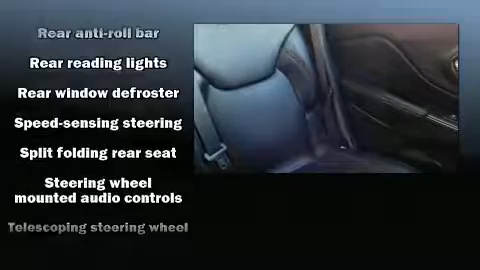 Rear anti-roll bar
Rear reading lights
Rear window defroster
Speed-sensing steering
Split folding rear seat
Steering wheel
mounted audio controls
Telescoping steering wheel